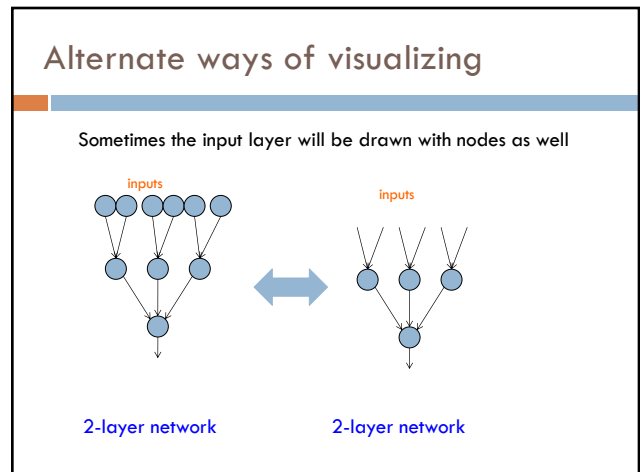 Alternate ways of visualizing
Sometimes the input layer will be drawn with nodes as well
inputs
inputs
2-layer network
2-layer network